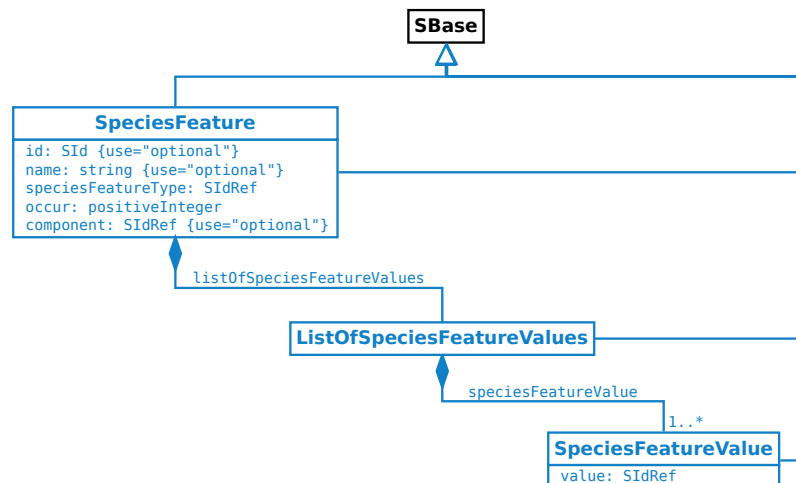 SBase
SpeciesFeature
id: SId {use="optional"}
name: string {use="optional"}
speciesFeatureType: SIdRef
occur: positiveInteger
component: SIdRef {use="optional"}
listOfSpeciesFeatureValues
ListOfSpeciesFeatureValues
speciesFeatureValue
1..*
SpeciesFeatureValue
value: SIdRef